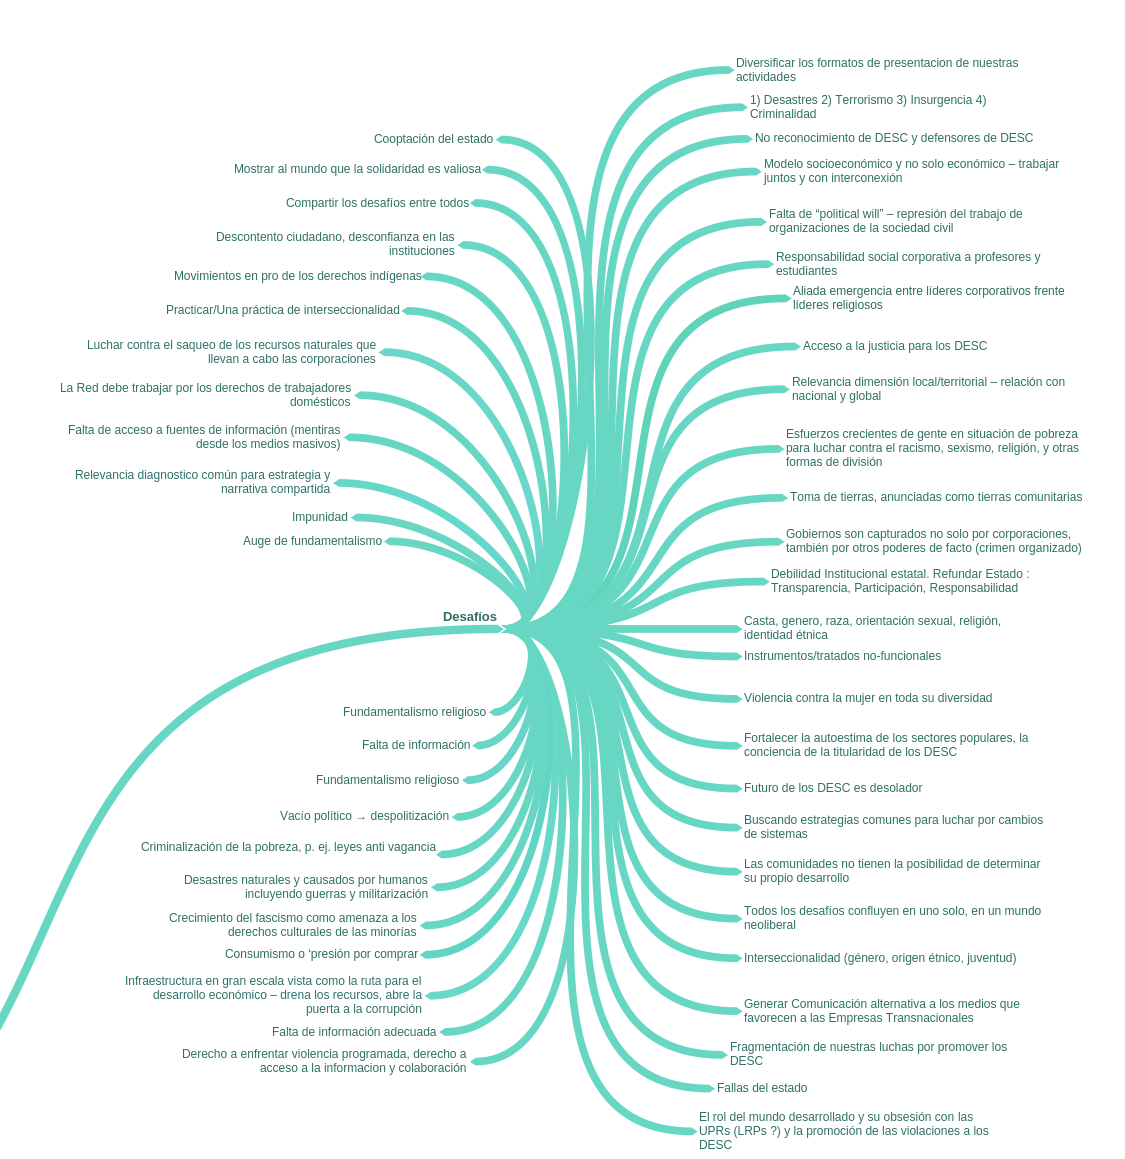 Cooptación del estado
Mostrar al mundo que la solidaridad es valiosa
Compartir los desafíos entre todos
Descontento ciudadano, desconfianza en las
instituciones
Movimientos en pro de los derechos indígenas
Practicar/Una práctica de interseccionalidad
Luchar contra el saqueo de los recursos naturales que
llevan a cabo las corporaciones
La Red debe trabajar por los derechos de trabajadores
domésticos
Falta de acceso a fuentes de información (mentiras
desde los medios masivos)
Relevancia diagnostico común para estrategia y
narrativa compartida
Impunidad
Auge de fundamentalismo
Desafíos
Fundamentalismo religioso
Falta de información
Fundamentalismo religioso
Vacío político → despolitización
Criminalización de la pobreza, p. ej. leyes anti vagancia
Desastres naturales y causados por humanos
incluyendo guerras y militarización
Crecimiento del fascismo como amenaza a los
derechos culturales de las minorías
Consumismo o ‘presión por comprar
Infraestructura en gran escala vista como la ruta para el
desarrollo económico – drena los recursos, abre la
puerta a la corrupción
Falta de información adecuada
Derecho a enfrentar violencia programada, derecho a
acceso a la informacion y colaboración
Diversificar los formatos de presentacion de nuestras
actividades
1) Desastres 2) Terrorismo 3) Insurgencia 4)
Criminalidad
No reconocimiento de DESC y defensores de DESC
Modelo socioeconómico y no solo económico – trabajar
juntos y con interconexión
Falta de “political will” – represión del trabajo de
organizaciones de la sociedad civil
Responsabilidad social corporativa a profesores y
estudiantes
Aliada emergencia entre líderes corporativos frente
líderes religiosos
Acceso a la justicia para los DESC
Relevancia dimensión local/territorial – relación con
nacional y global
Esfuerzos crecientes de gente en situación de pobreza
para luchar contra el racismo, sexismo, religión, y otras
formas de división
Toma de tierras, anunciadas como tierras comunitarias
Gobiernos son capturados no solo por corporaciones,
también por otros poderes de facto (crimen organizado)
Debilidad Institucional estatal. Refundar Estado :
Transparencia, Participación, Responsabilidad
Casta, genero, raza, orientación sexual, religión,
identidad étnica
Instrumentos/tratados no-funcionales
Violencia contra la mujer en toda su diversidad
Fortalecer la autoestima de los sectores populares, la
conciencia de la titularidad de los DESC
Futuro de los DESC es desolador
Buscando estrategias comunes para luchar por cambios
de sistemas
Las comunidades no tienen la posibilidad de determinar
su propio desarrollo
Todos los desafíos confluyen en uno solo, en un mundo
neoliberal
Interseccionalidad (género, origen étnico, juventud)
Generar Comunicación alternativa a los medios que
favorecen a las Empresas Transnacionales
Fragmentación de nuestras luchas por promover los
DESC
Fallas del estado
El rol del mundo desarrollado y su obsesión con las
UPRs (LRPs ?) y la promoción de las violaciones a los
DESC